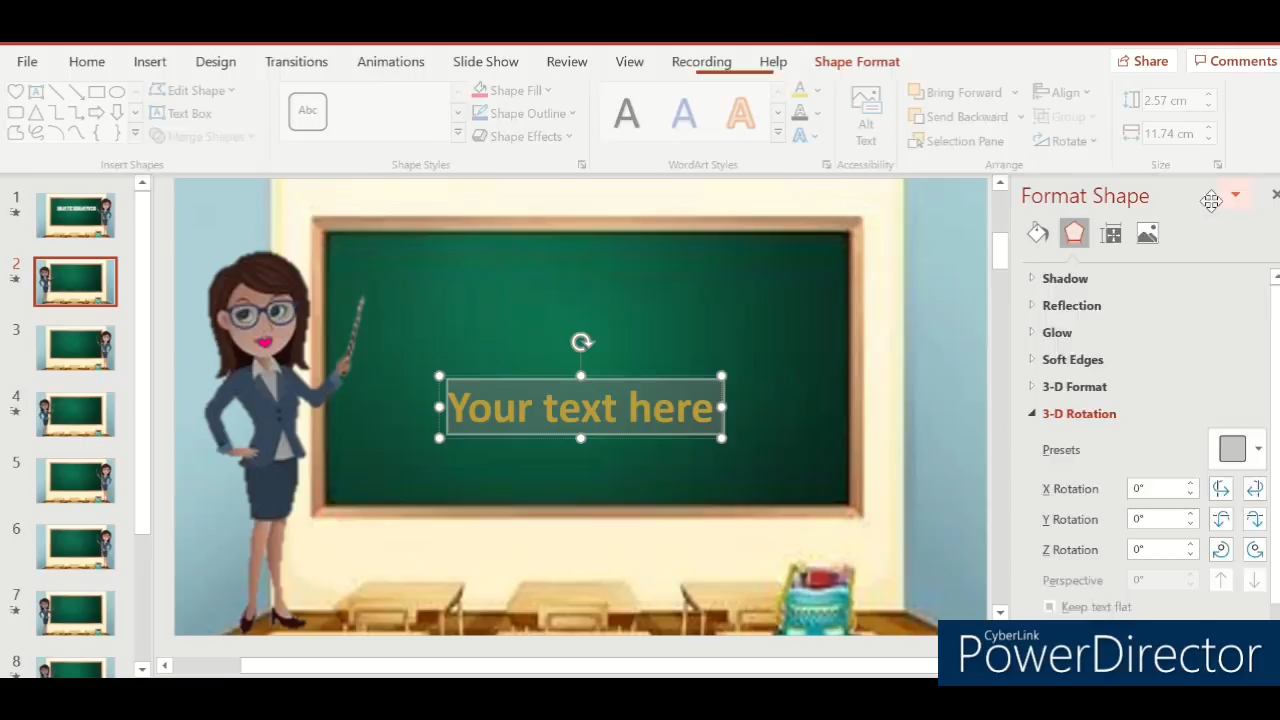 File Home Insert Design Transitions Animations Slide Show Review View Recording Help Shape Format Share Comments
Edit Shape
Text Box
Merge Shapes
Insert Shapes
Abc
Shape Fill
Shape Outline
Shape Effects
Shape Styles
A A A
WordArt Styles
Alt
Text
Accessibility
Bring Forward
Send Backward
Selection Pane
Align
Group
Rotate
Arrange
2.57 cm
11.74 cm
Size
1
2
3
4
5
6
7
8
Your text here
Format Shape
Shadow
Reflection
Glow
Soft Edges
3-D Format
3-D Rotation
Presets
X Rotation 0°
Y Rotation 0°
Z Rotation 0°
Perspective 0°
Keep text flat
CyberLink
PowerDirector